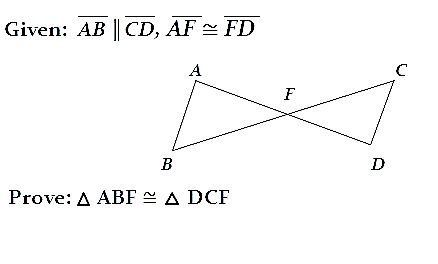 Given: AB ∥ CD, AF ≅ FD
A
C
F
B
D
Prove: △ ABF ≅ △ DCF